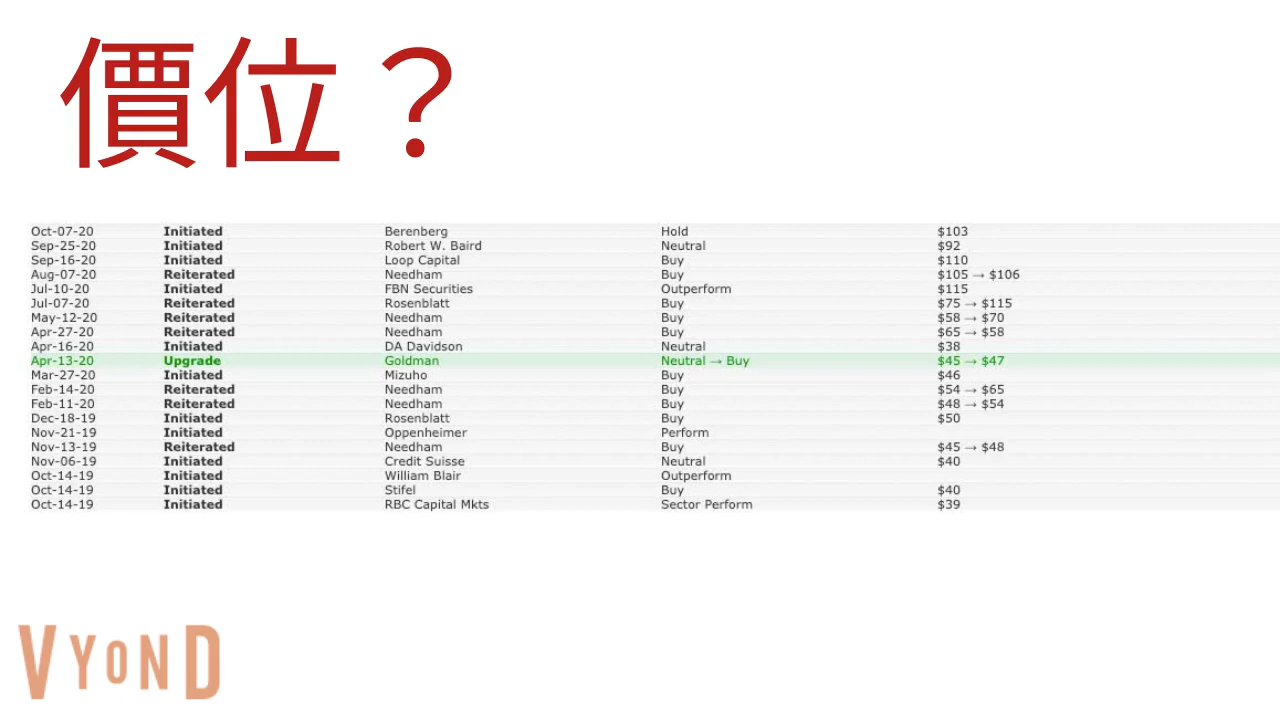 價位？
Oct-07-20 Initiated Berenberg Hold $103
Sep-25-20 Initiated Robert W. Baird Neutral $92
Sep-16-20 Initiated Loop Capital Buy $110
Aug-07-20 Reiterated Needham Buy $105 → $106
Jul-10-20 Initiated FBN Securities Outperform $115
Jul-07-20 Reiterated Rosenblatt Buy $75 → $115
May-12-20 Reiterated Needham Buy $58 → $70
Apr-27-20 Reiterated Needham Buy $65 → $58
Apr-16-20 Initiated DA Davidson Neutral $38
Apr-13-20 Upgrade Goldman Neutral → Buy $45 → $47
Mar-27-20 Initiated Mizuho Buy $46
Feb-14-20 Reiterated Needham Buy $54 → $65
Feb-11-20 Reiterated Needham Buy $48 → $54
Dec-18-19 Initiated Rosenblatt Buy $50
Nov-21-19 Initiated Oppenheimer Perform
Nov-13-19 Reiterated Needham Buy $45 → $48
Nov-06-19 Initiated Credit Suisse Neutral $40
Oct-14-19 Initiated William Blair Outperform
Oct-14-19 Initiated Stifel Buy $40
Oct-14-19 Initiated RBC Capital Mkts Sector Perform $39
VYOND